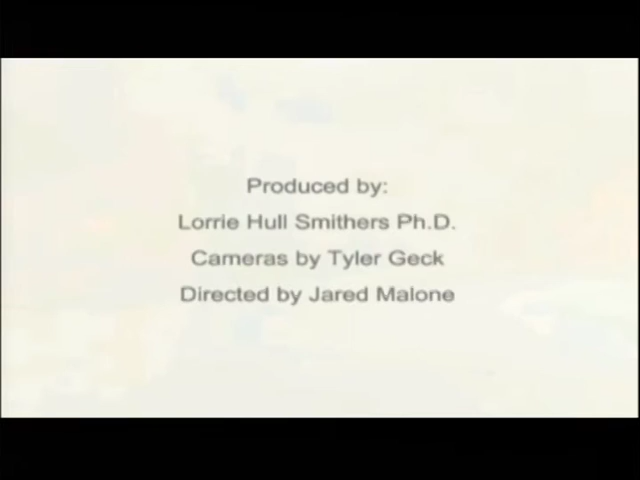 Produced by:
Lorrie Hull Smithers Ph.D.
Cameras by Tyler Geck
Directed by Jared Malone